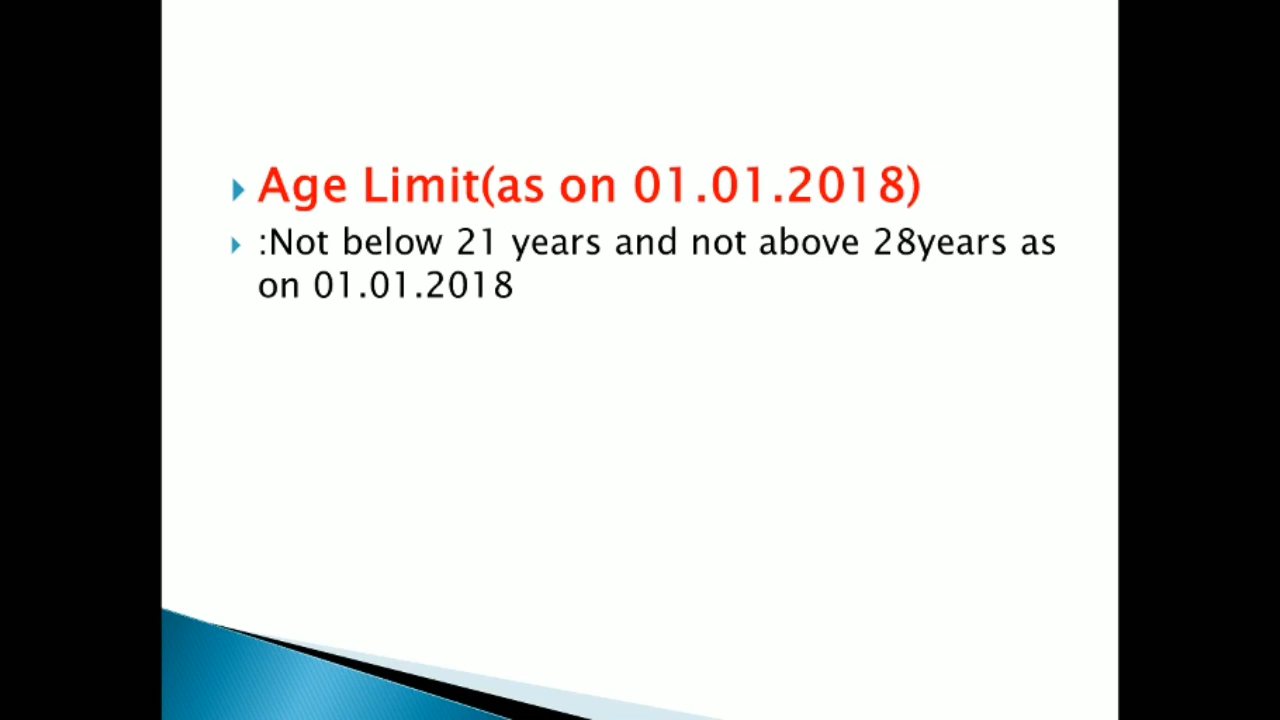 Age Limit(as on 01.01.2018)
:Not below 21 years and not above 28years as
on 01.01.2018